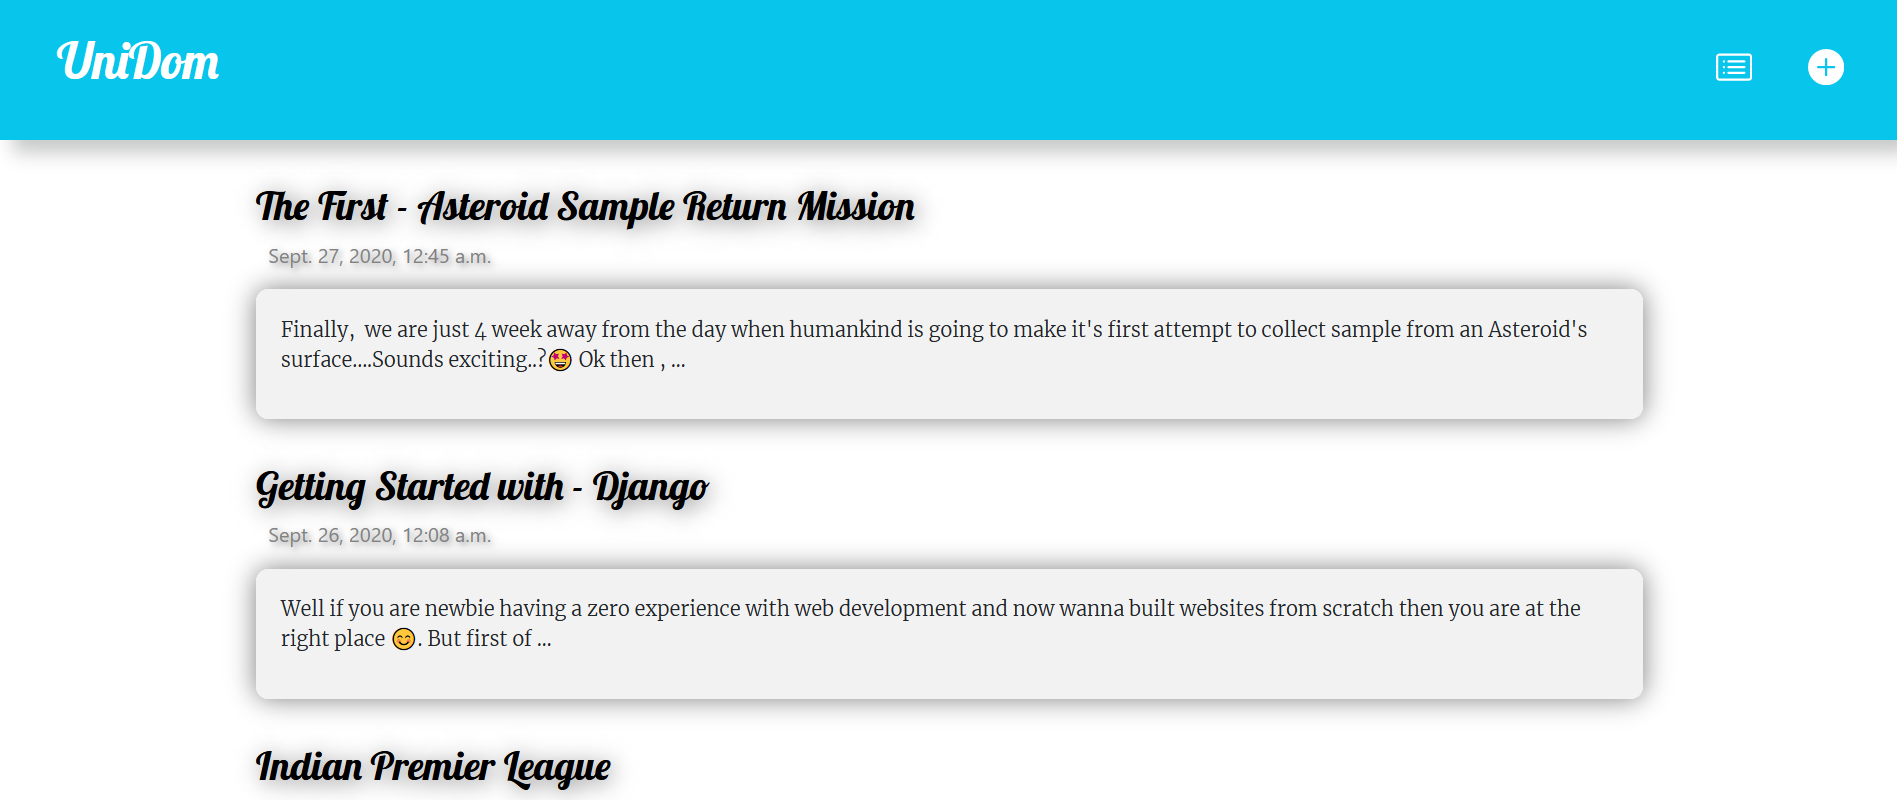 UniDom
The First - Asteroid Sample Return Mission
Sept. 27, 2020, 12:45 a.m.
Finally,  we are just 4 week away from the day when humankind is going to make it's first attempt to collect sample from an Asteroid's
surface....Sounds exciting..?🤩 Ok then , ...
Getting Started with - Django
Sept. 26, 2020, 12:08 a.m.
Well if you are newbie having a zero experience with web development and now wanna built websites from scratch then you are at the
right place 😊. But first of ...
Indian Premier League